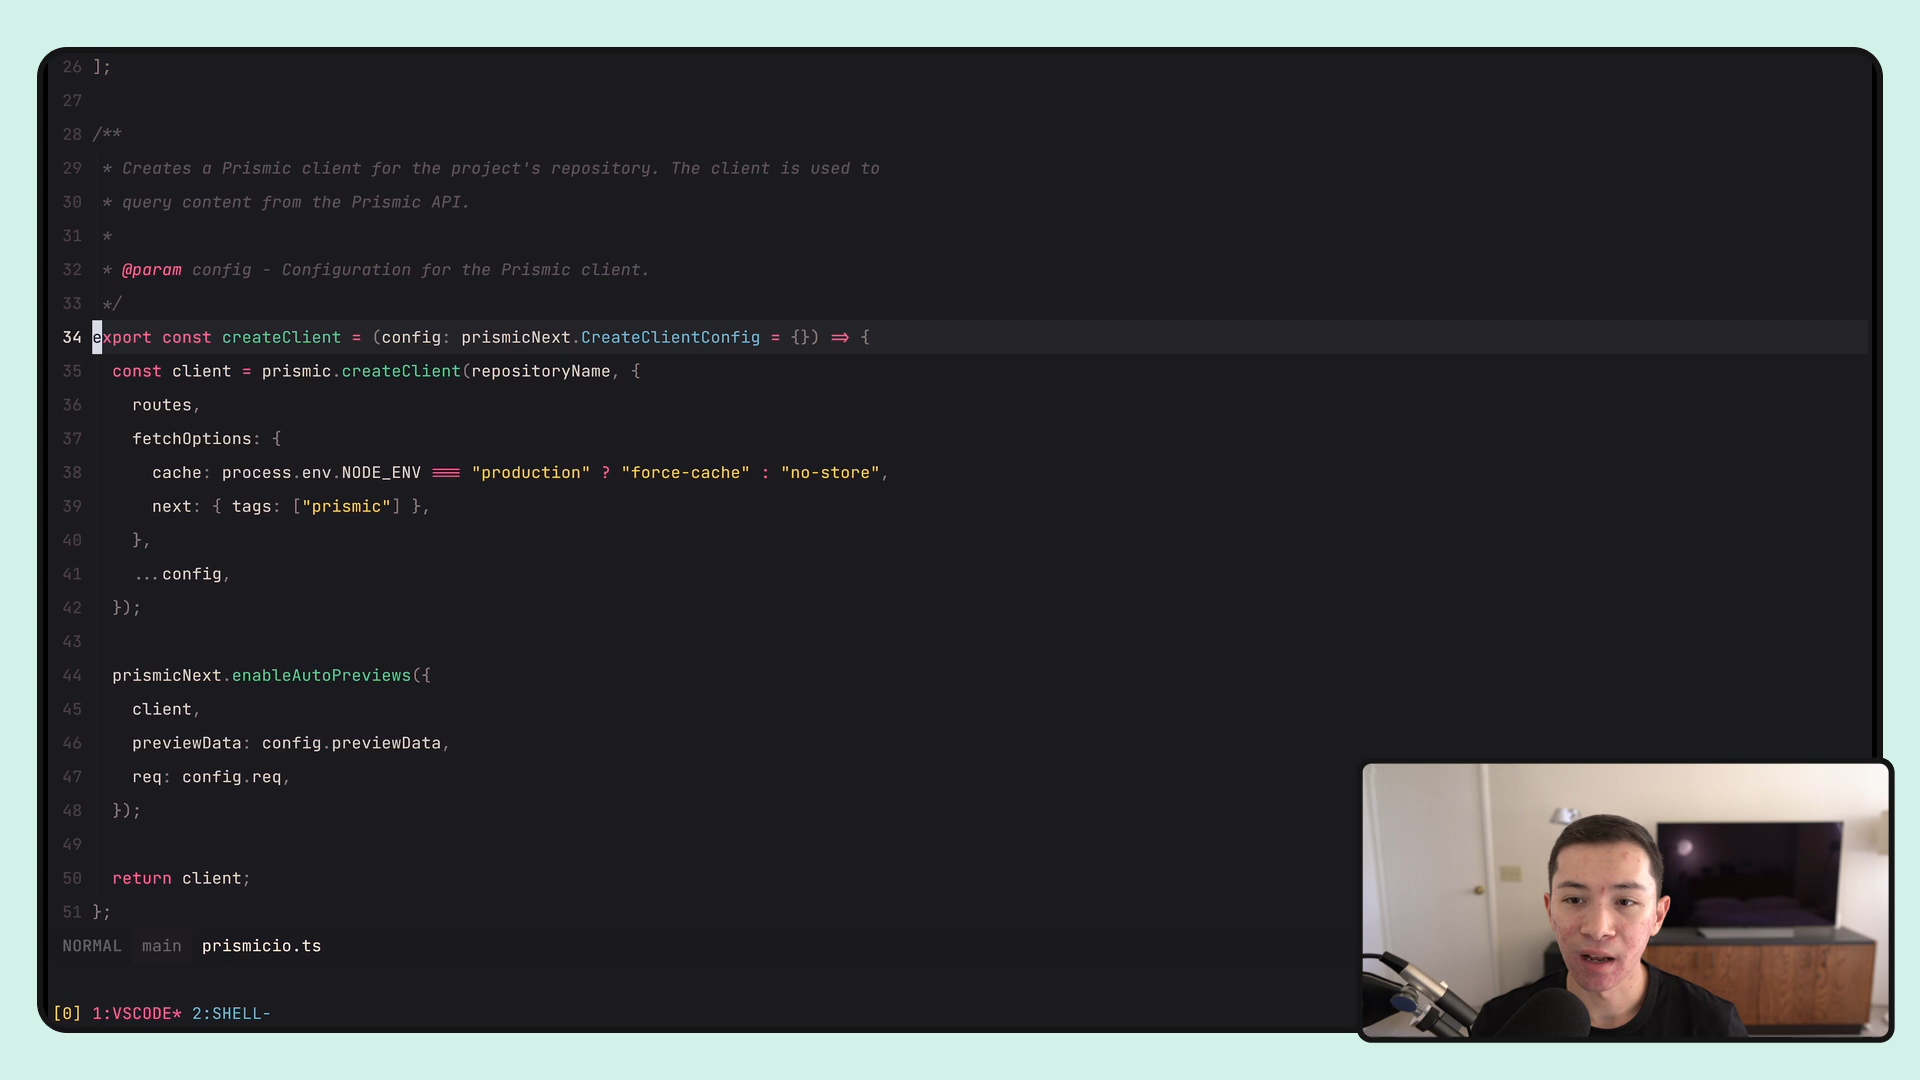 26 ];
27
28 /**
29  * Creates a Prismic client for the project's repository. The client is used to
30  * query content from the Prismic API.
31  *
32  * @param config - Configuration for the Prismic client.
33  */
34 export const createClient = (config: prismicNext.CreateClientConfig = {}) => {
35   const client = prismic.createClient(repositoryName, {
36     routes,
37     fetchOptions: {
38       cache: process.env.NODE_ENV === "production" ? "force-cache" : "no-store",
39       next: { tags: ["prismic"] },
40     },
41     ...config,
42   });
43
44   prismicNext.enableAutoPreviews({
45     client,
46     previewData: config.previewData,
47     req: config.req,
48   });
49
50   return client;
51 };
NORMAL main prismicio.ts
[0] 1:VSCODE* 2:SHELL-